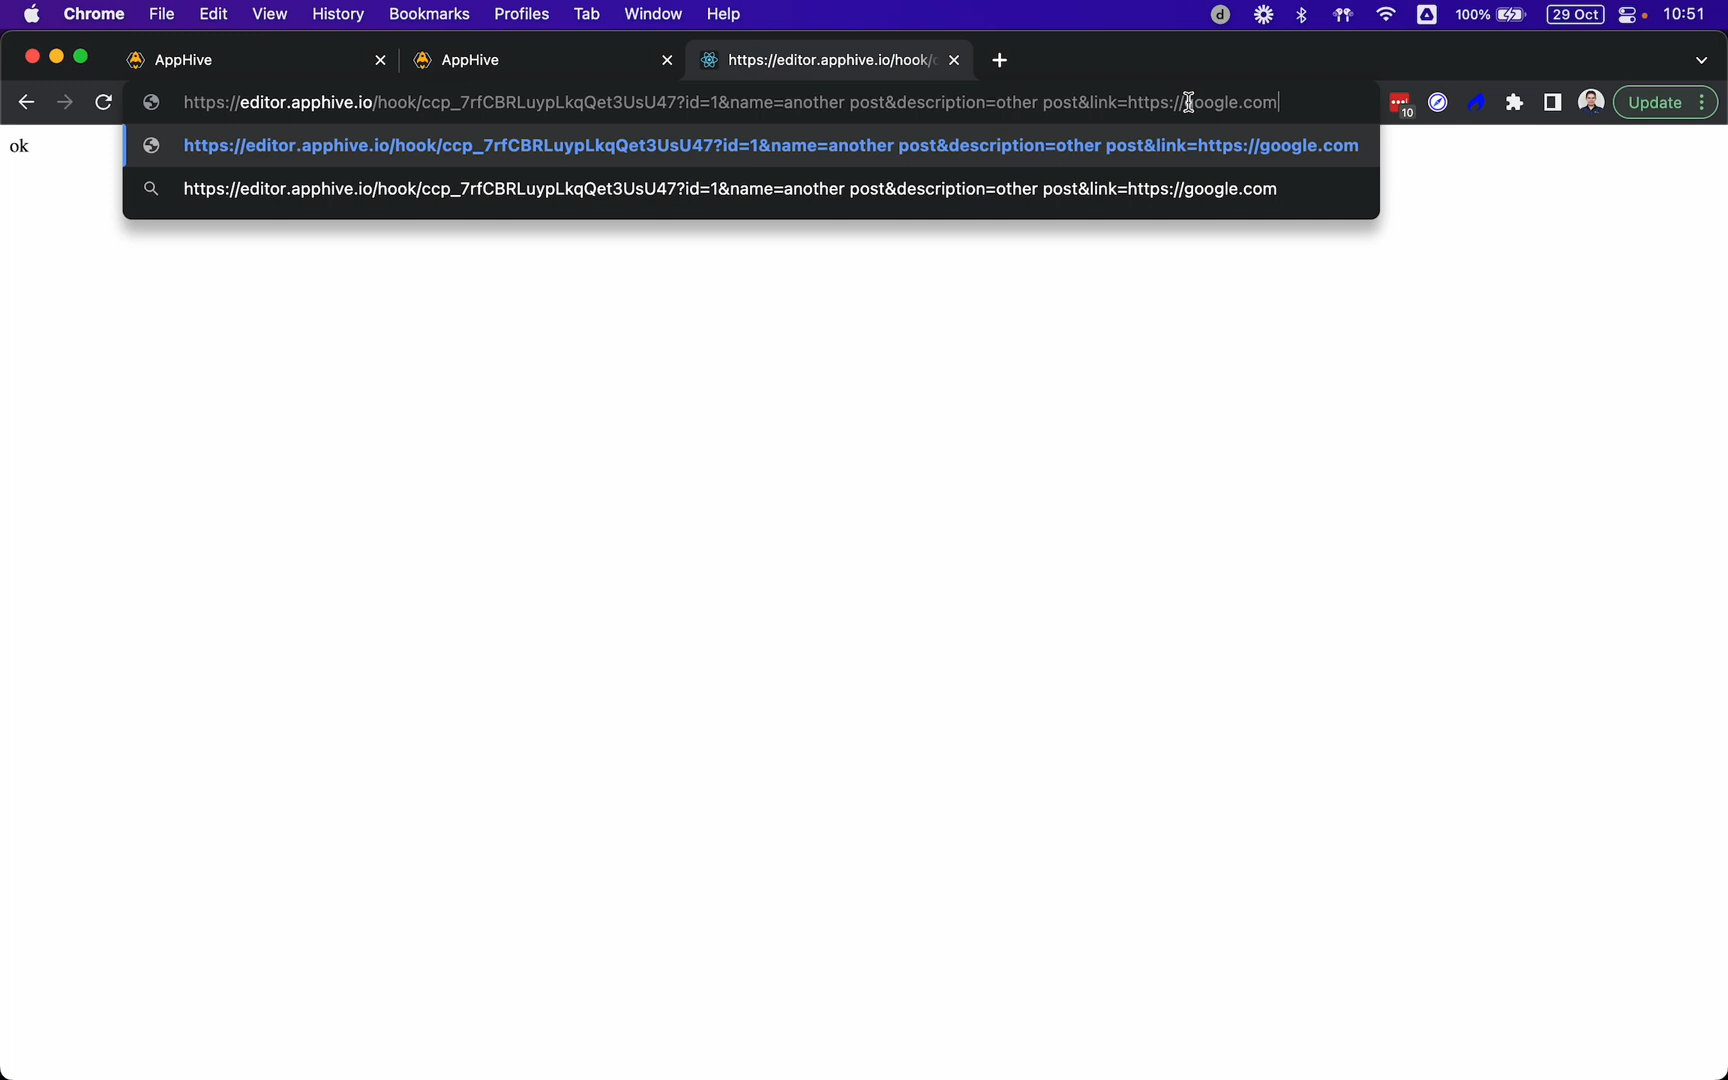 Chrome File Edit View History Bookmarks Profiles Tab Window Help d 100% 29 Oct 10:51
AppHive AppHive https://editor.apphive.io/hook/c
https://editor.apphive.io/hook/ccp_7rfCBRLuypLkqQet3UsU47?id=1&name=another post&description=other post&link=https://google.com 10 Update
ok
https://editor.apphive.io/hook/ccp_7rfCBRLuypLkqQet3UsU47?id=1&name=another post&description=other post&link=https://google.com
https://editor.apphive.io/hook/ccp_7rfCBRLuypLkqQet3UsU47?id=1&name=another post&description=other post&link=https://google.com